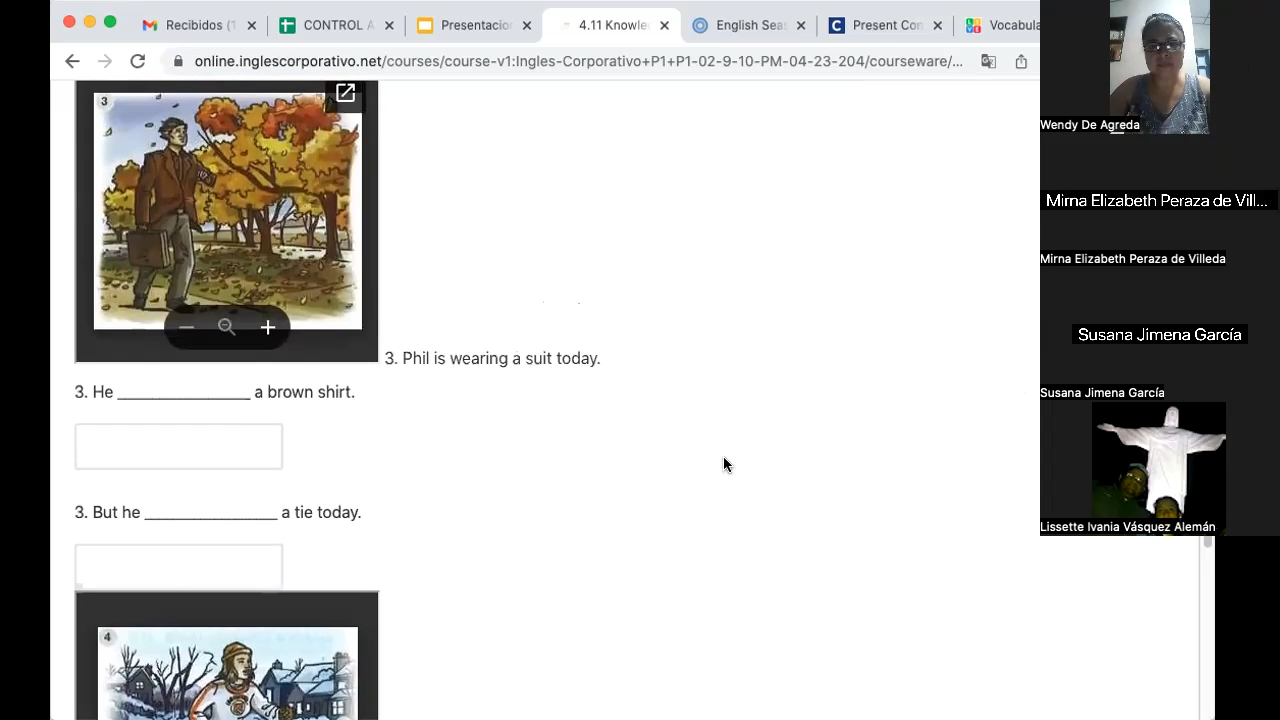 Recibidos (1
CONTROL A
Presentacio
4.11 Knowle
English Sea
Present Con
Vocabula
online.inglescorporativo.net/courses/course-v1:Ingles-Corporativo+P1+P1-02-9-10-PM-04-23-204/courseware/...
3
3. Phil is wearing a suit today.
3. He ________________ a brown shirt.
3. But he ________________ a tie today.
4
Wendy De Agreda
Mirna Elizabeth Peraza de Vill...
Mirna Elizabeth Peraza de Villeda
Susana Jimena García
Susana Jimena García
Lissette Ivania Vásquez Alemán